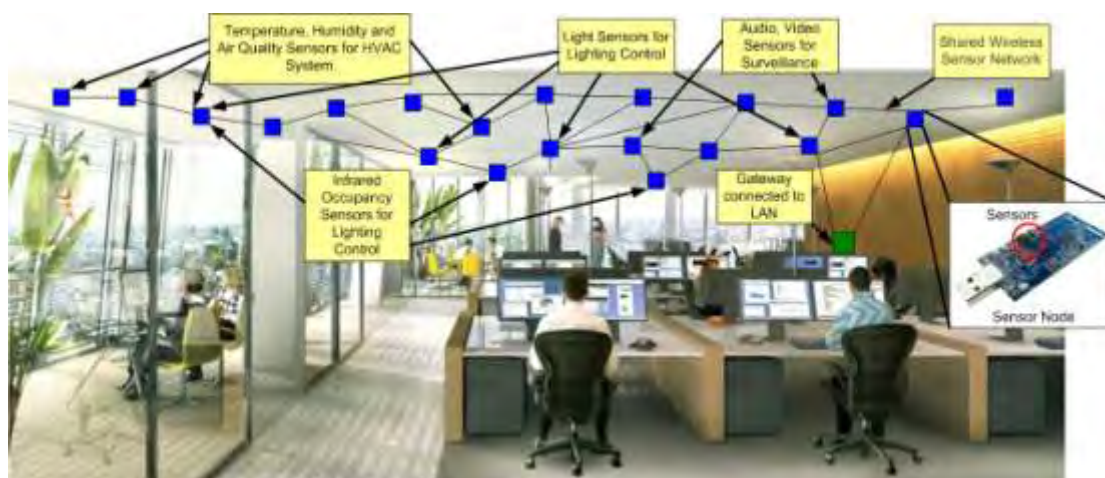 Temperature, Humidity and
Air Quality Sensors for HVAC
System
Light Sensors for
Lighting Control
Audio, Video
Sensors for
Surveillance
Shared Wireless
Sensor Network
Infrared
Occupancy
Sensors for
Lighting
Control
Gateway
connected to
LAN
Sensors
Sensor Node